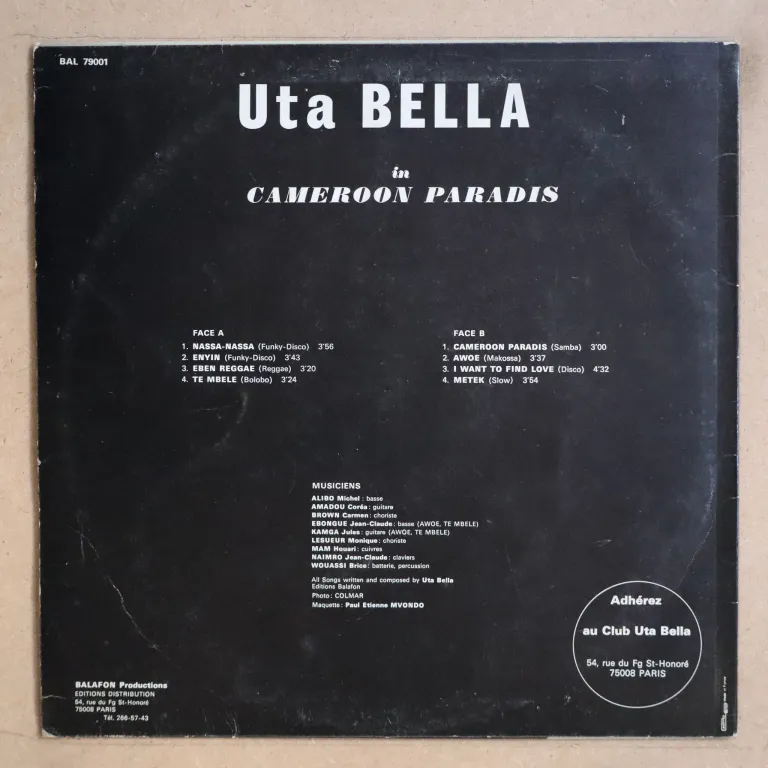 BAL 79001
Uta BELLA
in
CAMEROON PARADIS
FACE A
1. NASSA-NASSA (Funky-Disco) 3'56
2. ENYIN (Funky-Disco) 3'43
3. EBEN REGGAE (Reggae) 3'20
4. TE MBELE (Bolobo) 3'24
FACE B
1. CAMEROON PARADIS (Samba) 3'00
2. AWOE (Makossa) 3'37
3. I WANT TO FIND LOVE (Disco) 4'32
4. METEK (Slow) 3'54
MUSICIENS
ALIBO Michel : basse
AMADOU Coréa : guitare
BROWN Carmen : choriste
EBONGUE Jean-Claude : basse (AWOE, TE MBELE)
KAMGA Jules : guitare (AWOE, TE MBELE)
LESUEUR Monique : choriste
MAM Houari : cuivres
NAIMRO Jean-Claude : claviers
WOUASSI Brice : batterie, percussion
All Songs written and composed by Uta Bella
Editions Balafon
Photo : COLMAR
Maquette : Paul Etienne MVONDO
Adhérez
au Club Uta Bella
54, rue du Fg St-Honoré
75008 PARIS
BALAFON Productions
EDITIONS DISTRIBUTION
54, rue du Fg St-Honoré
75008 PARIS
Tél. 266-57-43